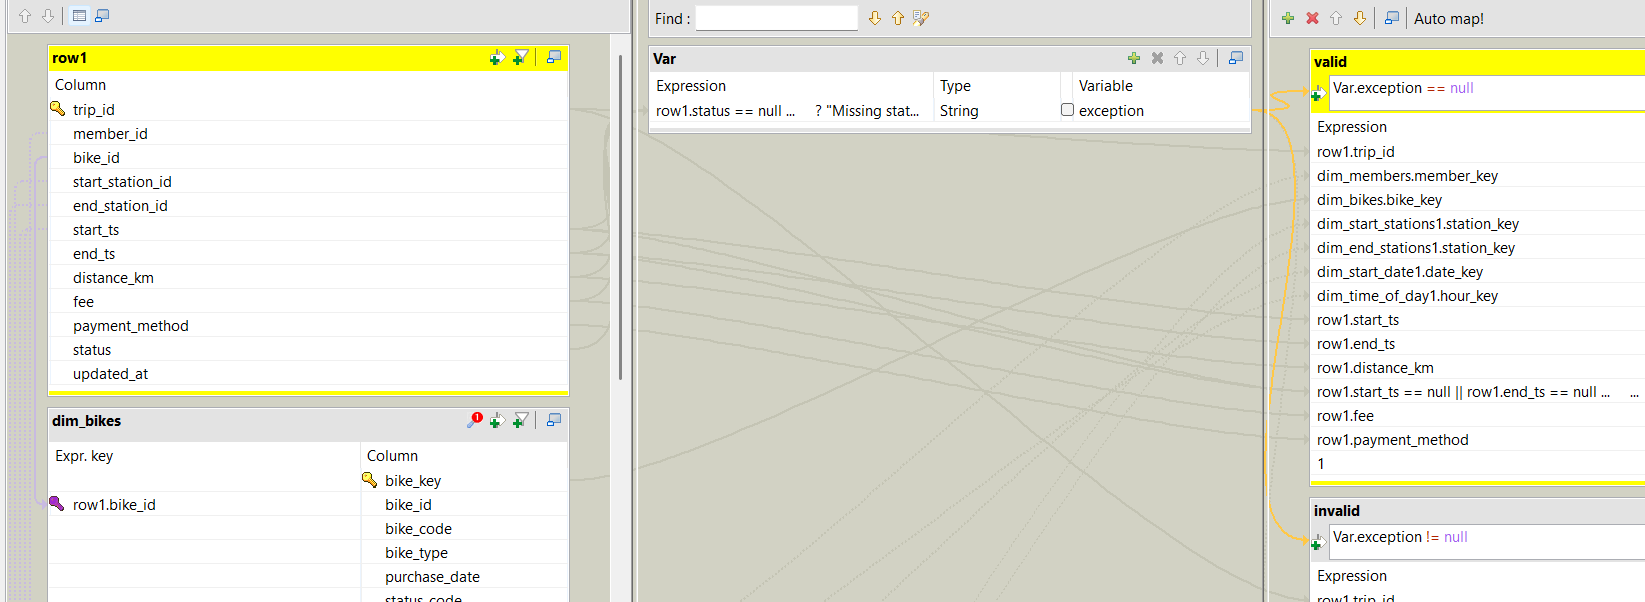 row1
Column
trip_id
member_id
bike_id
start_station_id
end_station_id
start_ts
end_ts
distance_km
fee
payment_method
status
updated_at
dim_bikes
1
Expr. key Column
bike_key
row1.bike_id bike_id
bike_code
bike_type
purchase_date
status_code
Find :
Var
Expression Type Variable
row1.status == null ... ? "Missing stat... String exception
Auto map!
valid
Var.exception == null
Expression
row1.trip_id
dim_members.member_key
dim_bikes.bike_key
dim_start_stations1.station_key
dim_end_stations1.station_key
dim_start_date1.date_key
dim_time_of_day1.hour_key
row1.start_ts
row1.end_ts
row1.distance_km
row1.start_ts == null || row1.end_ts == null ... ...
row1.fee
row1.payment_method
1
invalid
Var.exception != null
Expression
row1.trip_id